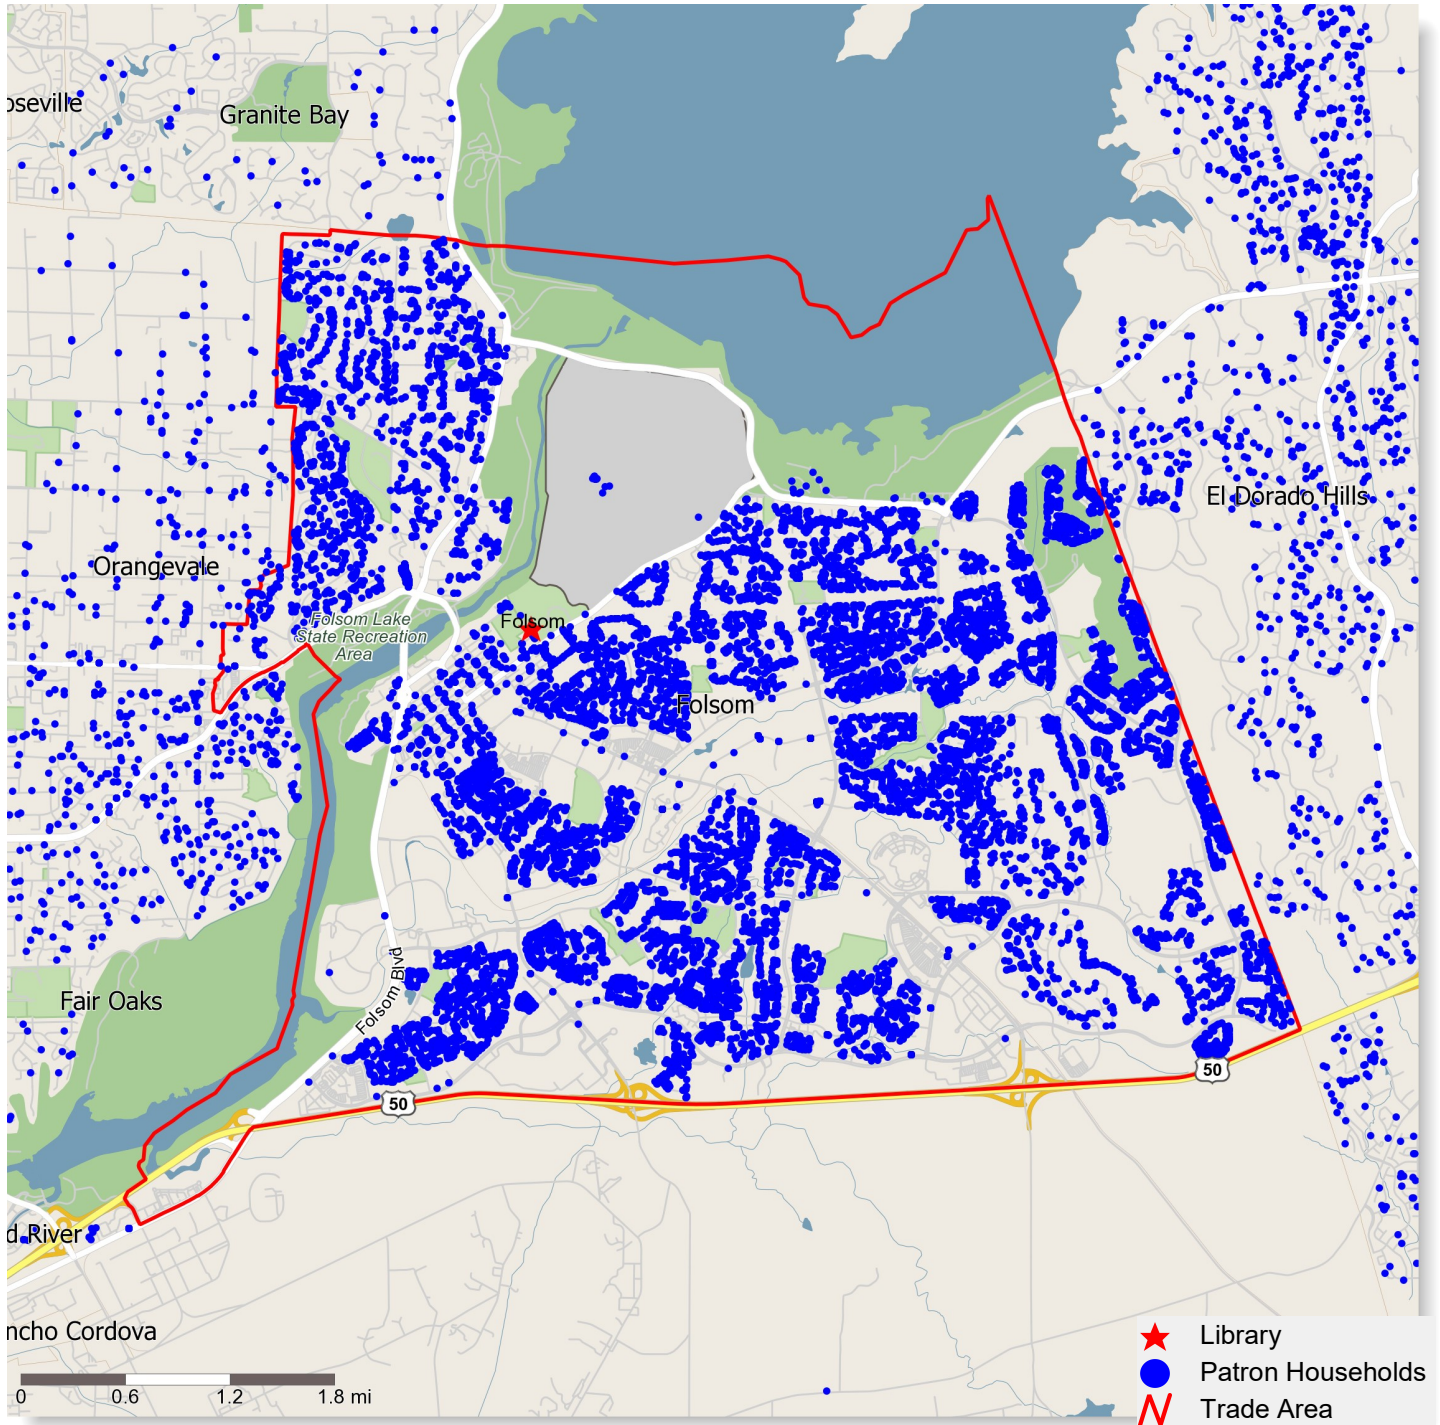 oseville
Granite Bay
El Dorado Hills
Orangevale
Folsom Lake
State Recreation
Area
Folsom
Folsom
Folsom Blvd
Fair Oaks
50
50
d River
ncho Cordova
0 0.6 1.2 1.8 mi
Library
Patron Households
Trade Area